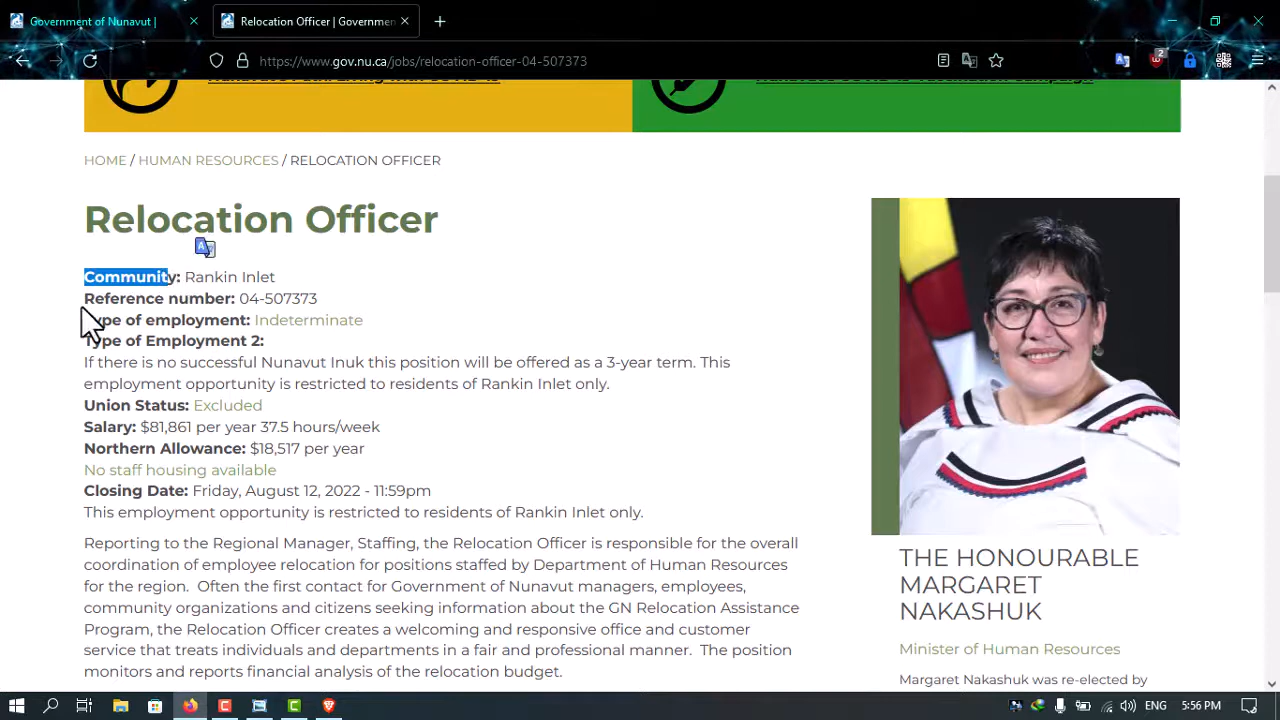 Government of Nunavut |
Relocation Officer | Governmen
https://www.gov.nu.ca/jobs/relocation-officer-04-507373
2
HOME / HUMAN RESOURCES / RELOCATION OFFICER
Relocation Officer
Community: Rankin Inlet
Reference number: 04-507373
Type of employment: Indeterminate
Type of Employment 2:
If there is no successful Nunavut Inuk this position will be offered as a 3-year term. This
employment opportunity is restricted to residents of Rankin Inlet only.
Union Status: Excluded
Salary: $81,861 per year 37.5 hours/week
Northern Allowance: $18,517 per year
No staff housing available
Closing Date: Friday, August 12, 2022 - 11:59pm
This employment opportunity is restricted to residents of Rankin Inlet only.
Reporting to the Regional Manager, Staffing, the Relocation Officer is responsible for the overall
coordination of employee relocation for positions staffed by Department of Human Resources
for the region. Often the first contact for Government of Nunavut managers, employees,
community organizations and citizens seeking information about the GN Relocation Assistance
Program, the Relocation Officer creates a welcoming and responsive office and customer
service that treats individuals and departments in a fair and professional manner. The position
monitors and reports financial analysis of the relocation budget.
THE HONOURABLE
MARGARET
NAKASHUK
Minister of Human Resources
Margaret Nakashuk was re-elected by
ENG
5:56 PM